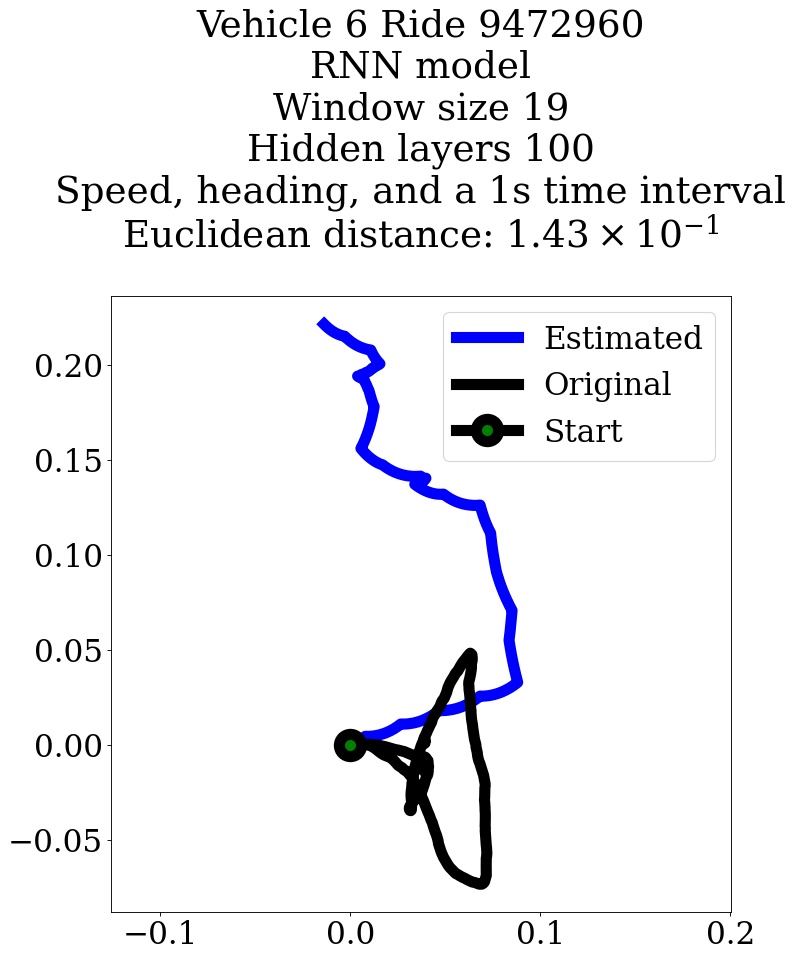 Vehicle 6 Ride 9472960
RNN model
Window size 19
Hidden layers 100
Speed, heading, and a 1s time interval
Euclidean distance: 1.43 × 10⁻¹
Estimated
Original
Start
0.20
0.15
0.10
0.05
0.00
−0.05
−0.1
0.0
0.1
0.2